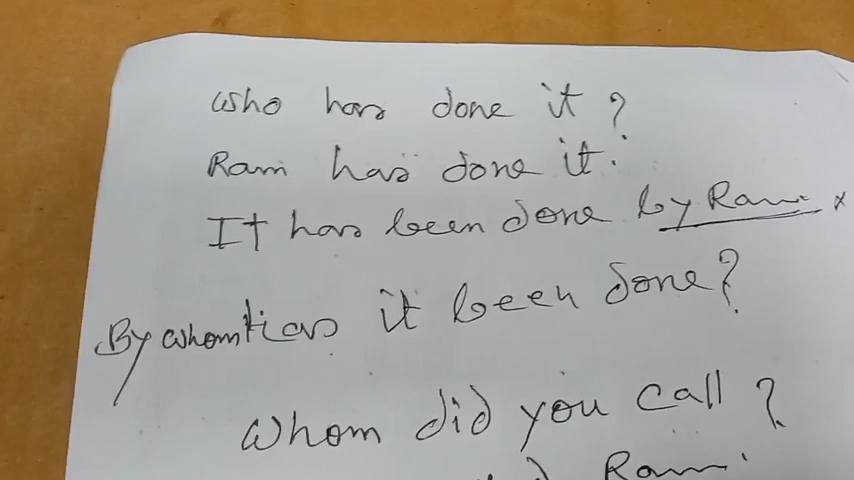 Who has done it ?
Ram has done it.
It has been done by Ram x
By whom has it been done?
Whom did you call ?
Ram